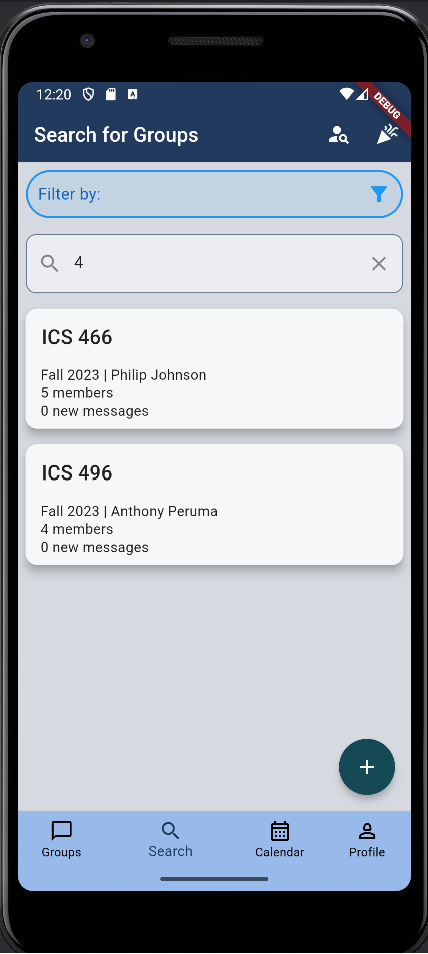 12:20
A
DEBUG
Search for Groups
Filter by:
4
ICS 466
Fall 2023 | Philip Johnson
5 members
0 new messages
ICS 496
Fall 2023 | Anthony Peruma
4 members
0 new messages
+
Groups
Search
Calendar
Profile